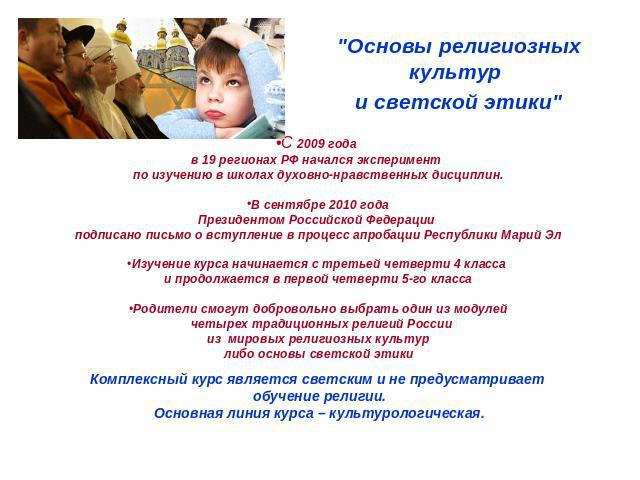 "Основы религиозных
культур
и светской этики"
•С 2009 года
в 19 регионах РФ начался эксперимент
по изучению в школах духовно-нравственных дисциплин.
•В сентябре 2010 года
Президентом Российской Федерации
подписано письмо о вступление в процесс апробации Республики Марий Эл
•Изучение курса начинается с третьей четверти 4 класса
и продолжается в первой четверти 5-го класса
•Родители смогут добровольно выбрать один из модулей
четырех традиционных религий России
из мировых религиозных культур
либо основы светской этики
Комплексный курс является светским и не предусматривает
обучение религии.
Основная линия курса – культурологическая.